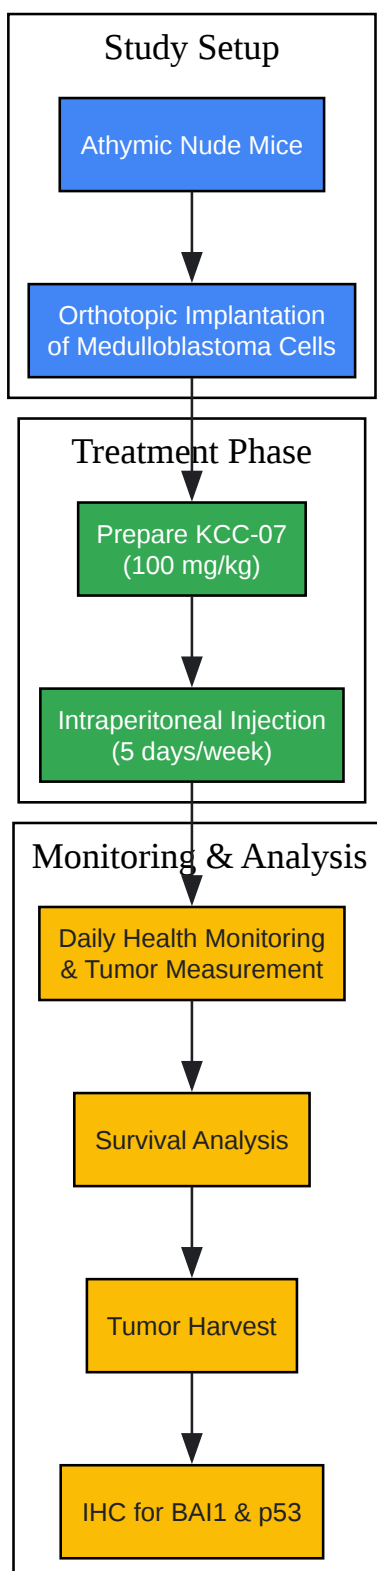 Study Setup
Athymic Nude Mice
Orthotopic Implantation
of Medulloblastoma Cells
Treatment Phase
Prepare KCC-07
(100 mg/kg)
Intraperitoneal Injection
(5 days/week)
Monitoring & Analysis
Daily Health Monitoring
& Tumor Measurement
Survival Analysis
Tumor Harvest
IHC for BAI1 & p53